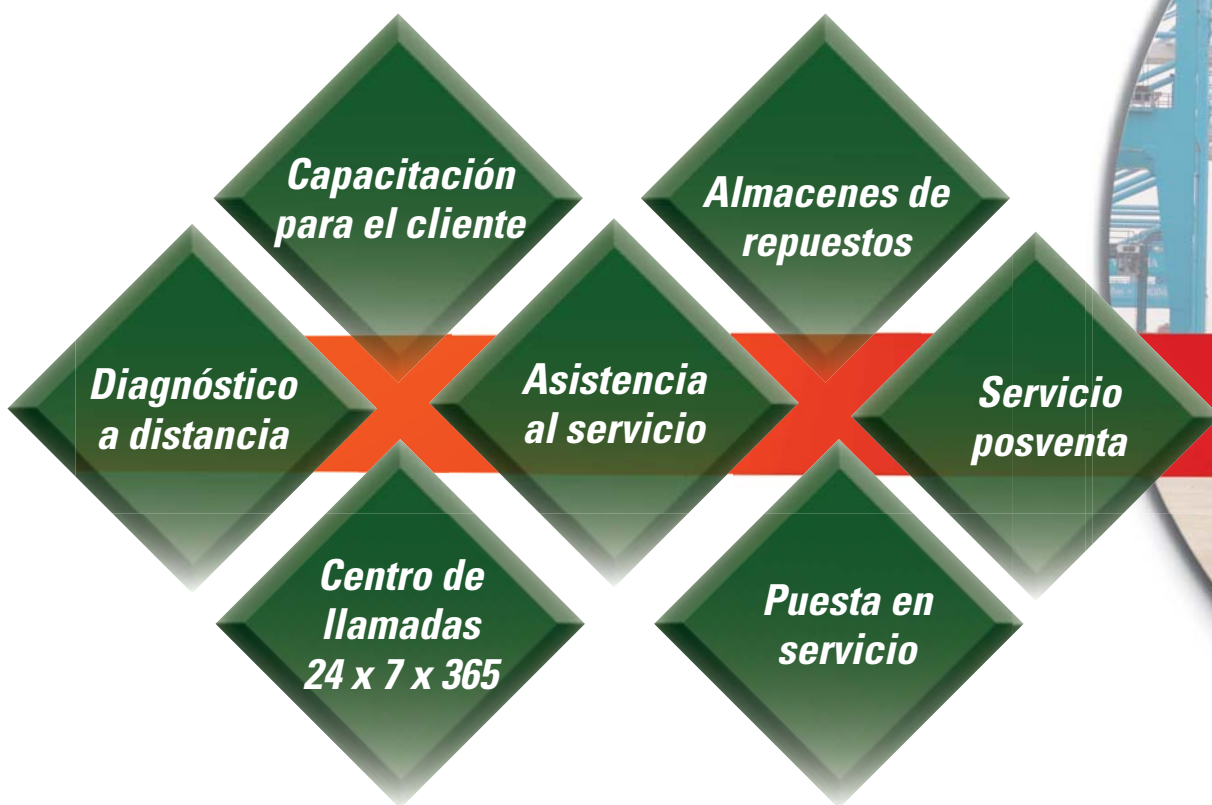 Capacitación
para el cliente
Almacenes de
repuestos
Diagnóstico
a distancia
Asistencia
al servicio
Servicio
posventa
Centro de
llamadas
24 x 7 x 365
Puesta en
servicio